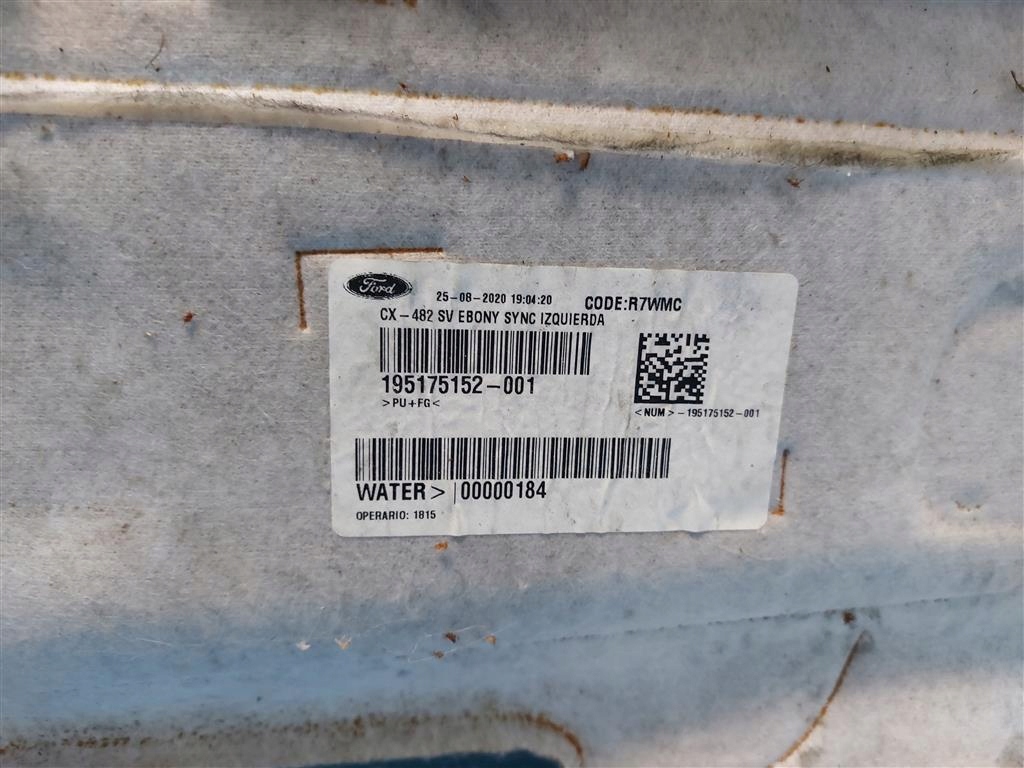 Ford
25-08-2020 19:04:20 CODE:R7WMC
CX-482 SV EBONY SYNC IZQUIERDA
195175152-001
>PU+FG<
<NUM>-195175152-001
WATER> |00000184
OPERARIO: 1815